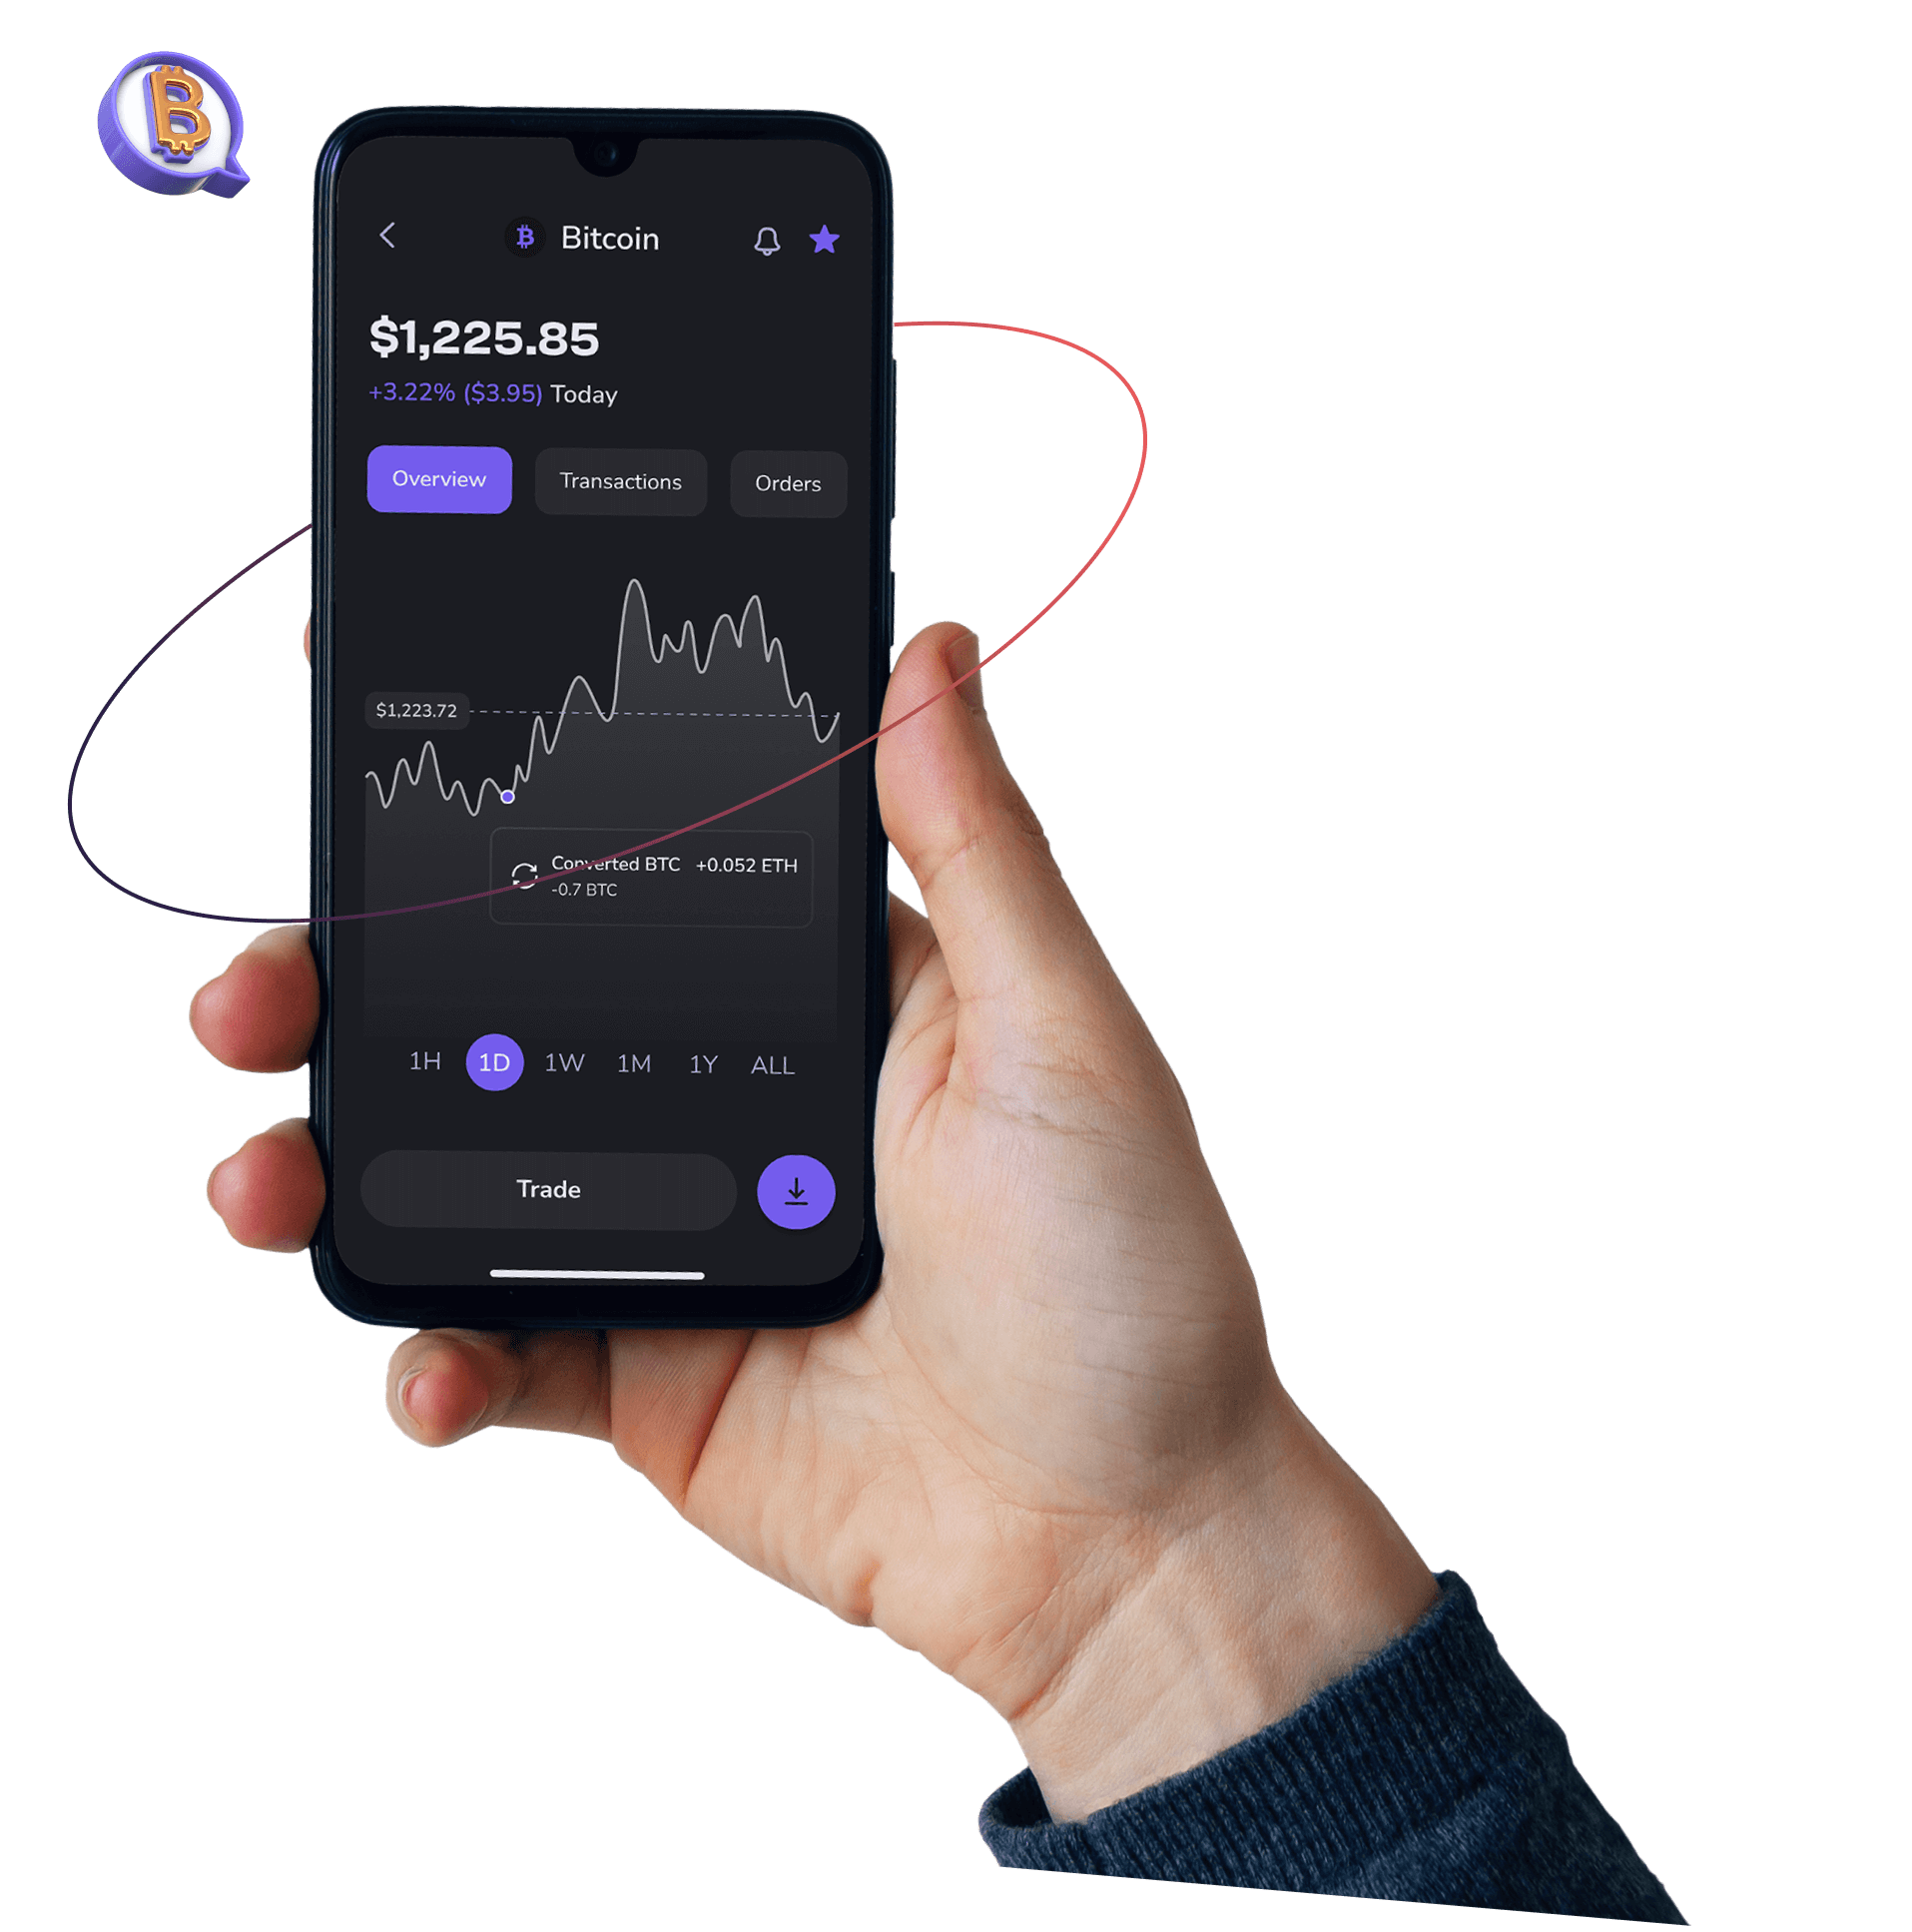 Bitcoin
$1,225.85
+3.22% ($3.95) Today
Overview Transactions Orders
$1,223.72
Converted BTC +0.052 ETH
-0.7 BTC
1H 1D 1W 1M 1Y ALL
Trade